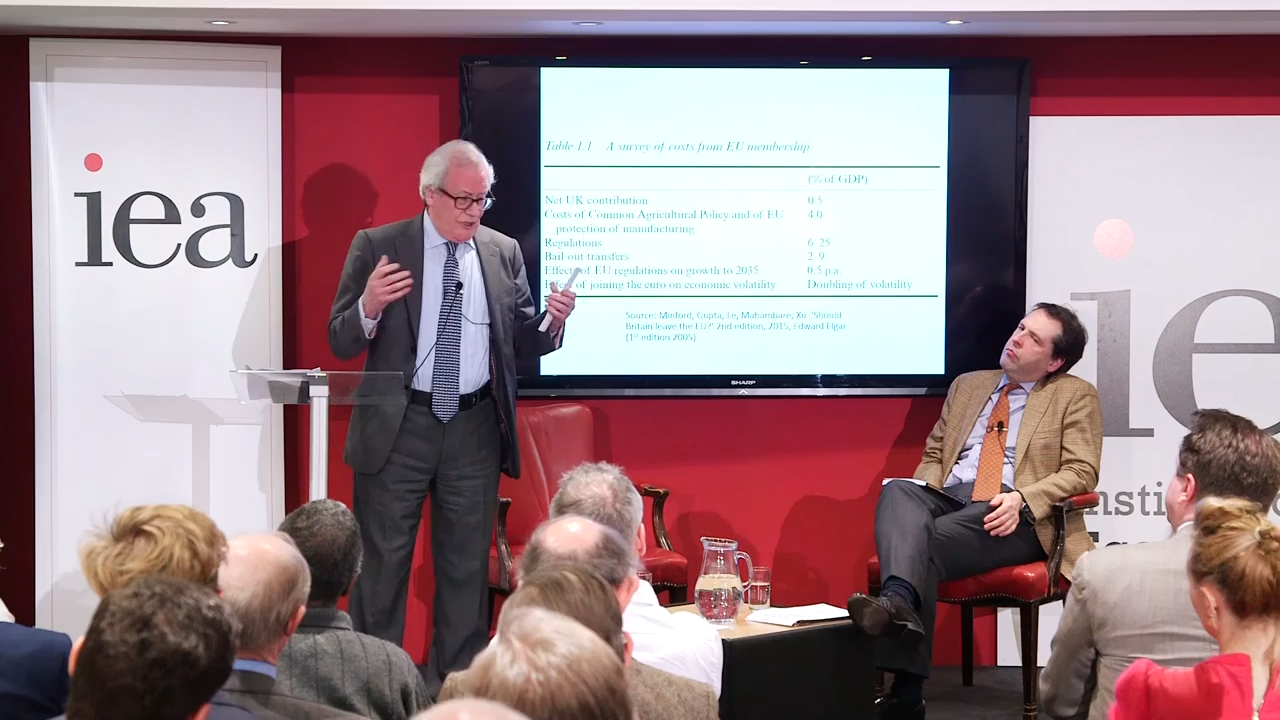 iea
Table 1.1 A survey of costs from EU membership
(% of GDP)
Net UK contribution 0.5
Costs of Common Agricultural Policy and of EU 4.0
protection of manufacturing
Regulations 6–25
Bail-out transfers 2–9
Effects of EU regulations on growth to 2035 0.5 p.a.
of joining the euro on economic volatility Doubling of volatility
Source: Minford, Gupta, Le, Mahambare, Xu 'Should
Britain leave the EU?' 2nd edition, 2015, Edward Elgar
(1st edition 2005)
SHARP
ie
nsti